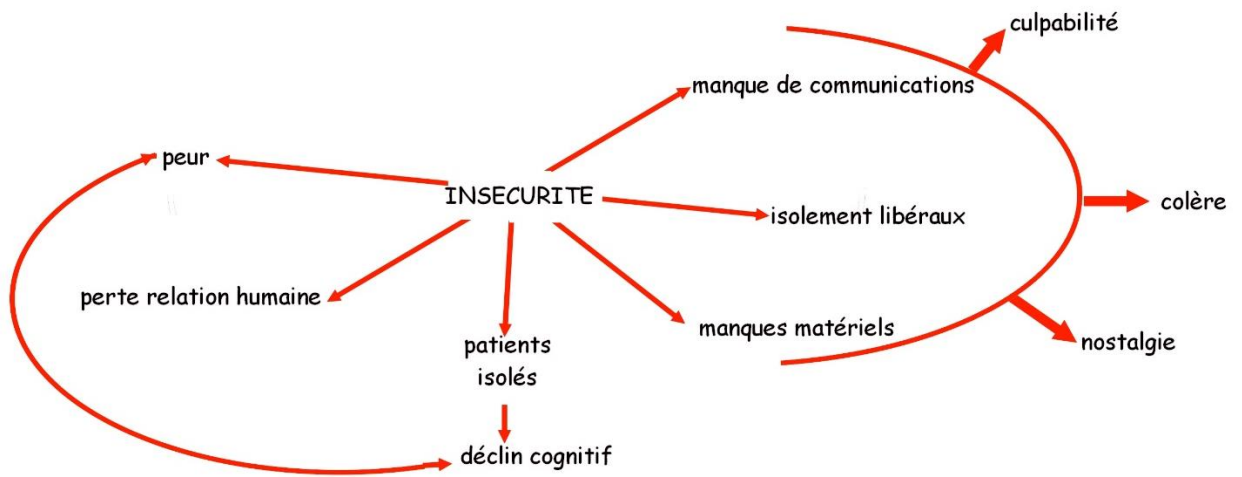 culpabilité
manque de communications
peur
INSECURITE
colère
isolement libéraux
perte relation humaine
manques matériels
nostalgie
patients
isolés
déclin cognitif